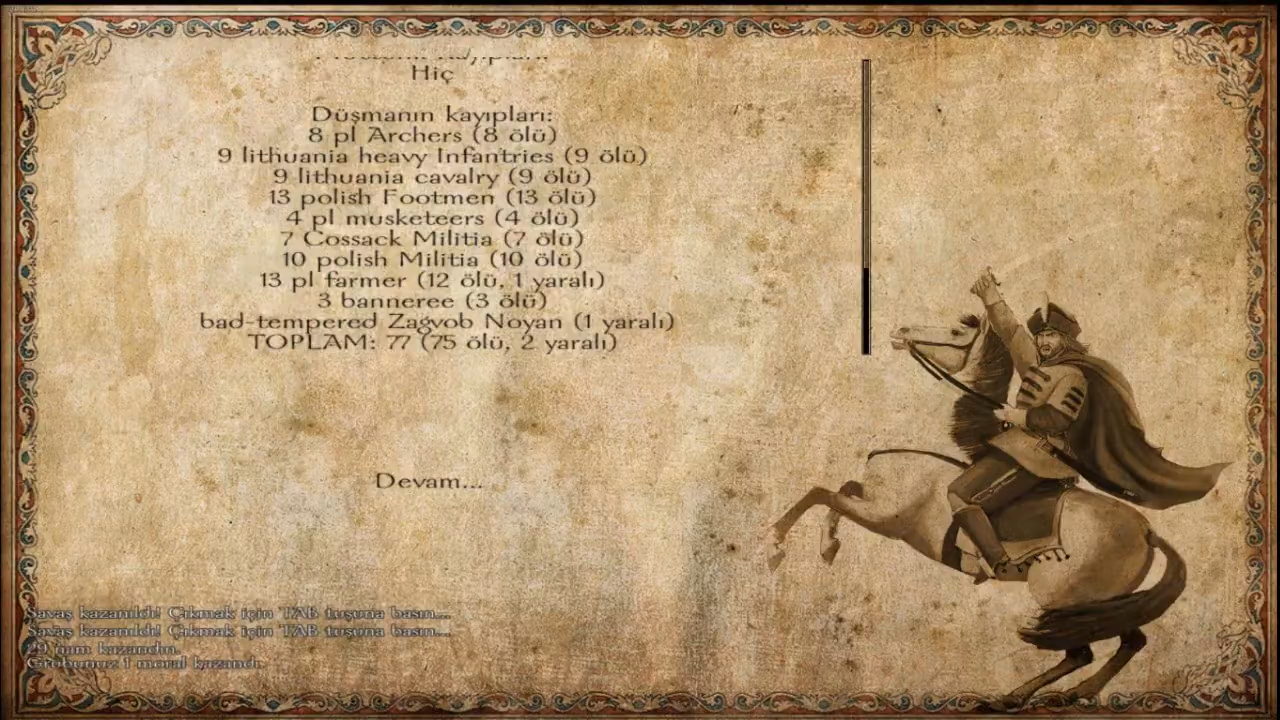 Hiç
Düşmanın kayıpları:
8 pl Archers (8 ölü)
9 lithuania heavy Infantries (9 ölü)
9 lithuania cavalry (9 ölü)
13 polish Footmen (13 ölü)
4 pl musketeers (4 ölü)
7 Cossack Militia (7 ölü)
10 polish Militia (10 ölü)
13 pl farmer (12 ölü, 1 yaralı)
3 banneree (3 ölü)
bad-tempered Zagvob Noyan (1 yaralı)
TOPLAM: 77 (75 ölü, 2 yaralı)
Devam...
Savaş kazanıldı! Çıkmak için TAB tuşuna basın...
Savaş kazanıldı! Çıkmak için TAB tuşuna basın...
29 nam kazandın.
Grubunuz 1 moral kazandı.